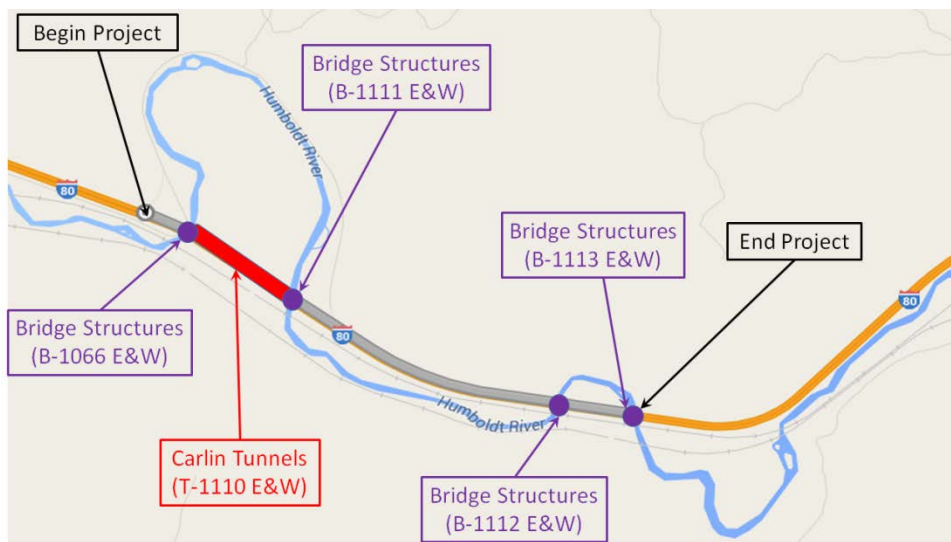 Begin Project
Bridge Structures
(B-1111 E&W)
Humboldt River
80
Bridge Structures
(B-1113 E&W)
End Project
80
Bridge Structures
(B-1066 E&W)
80
Humboldt River
Carlin Tunnels
(T-1110 E&W)
Bridge Structures
(B-1112 E&W)